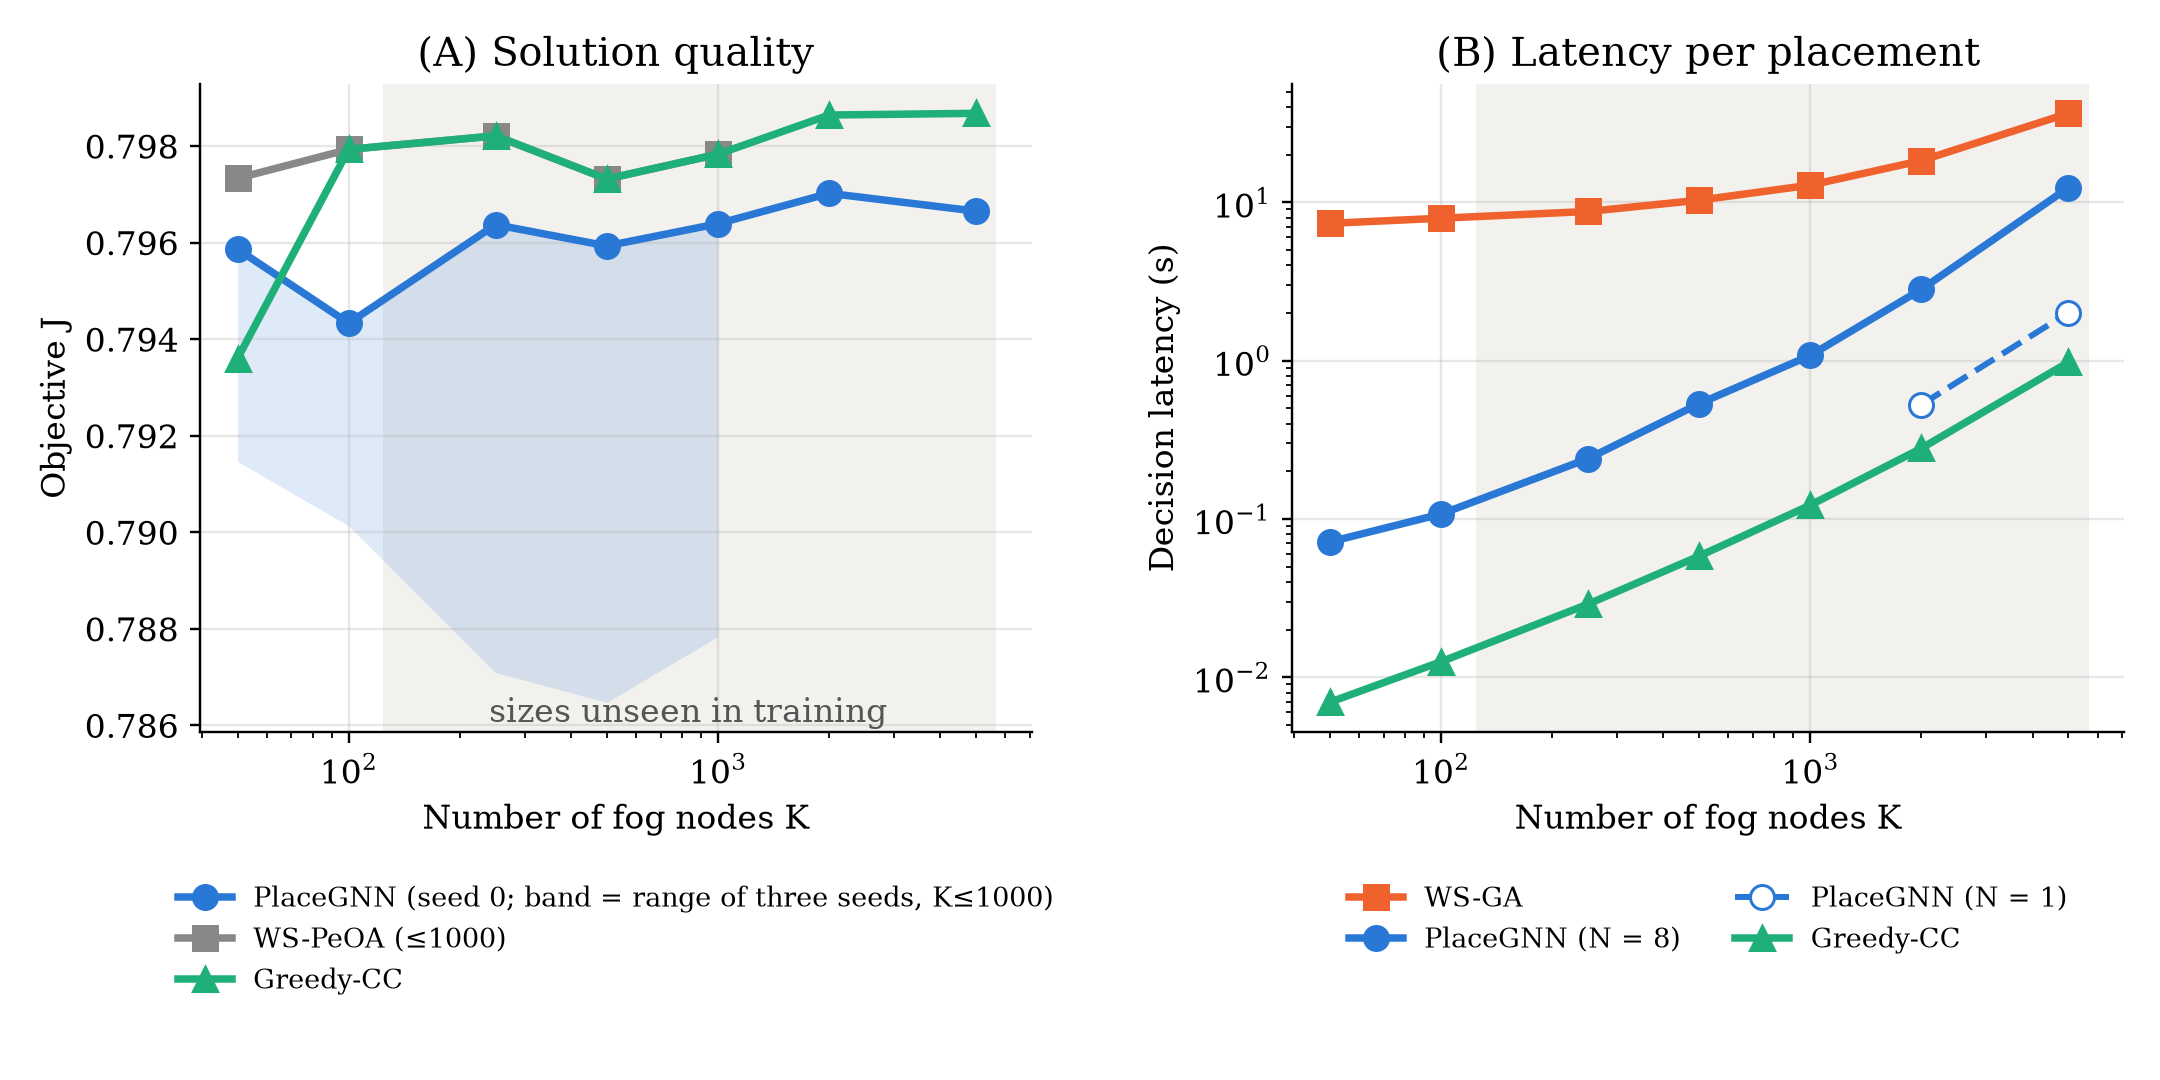 (A) Solution quality
Objective J
0.798
0.796
0.794
0.792
0.790
0.788
0.786
sizes unseen in training
10²
10³
Number of fog nodes K
PlaceGNN (seed 0; band = range of three seeds, K≤1000)
WS-PeOA (≤1000)
Greedy-CC
(B) Latency per placement
Decision latency (s)
10¹
10⁰
10⁻¹
10⁻²
10²
10³
Number of fog nodes K
WS-GA
PlaceGNN (N = 8)
PlaceGNN (N = 1)
Greedy-CC